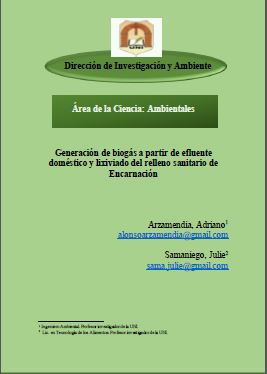 Dirección de Investigación y Ambiente
Área de la Ciencia: Ambientales
Generación de biogás a partir de efluente
doméstico y lixiviado del relleno sanitario de
Encarnación
Arzamendia, Adriano¹
alonsoarzamendia@gmail.com
Samaniego, Julie²
sama.julie@gmail.com
¹ Ingeniero Ambiental. Profesor investigador de la UNI.
² Lic. en Tecnología de los Alimentos. Profesor investigador de la UNI.